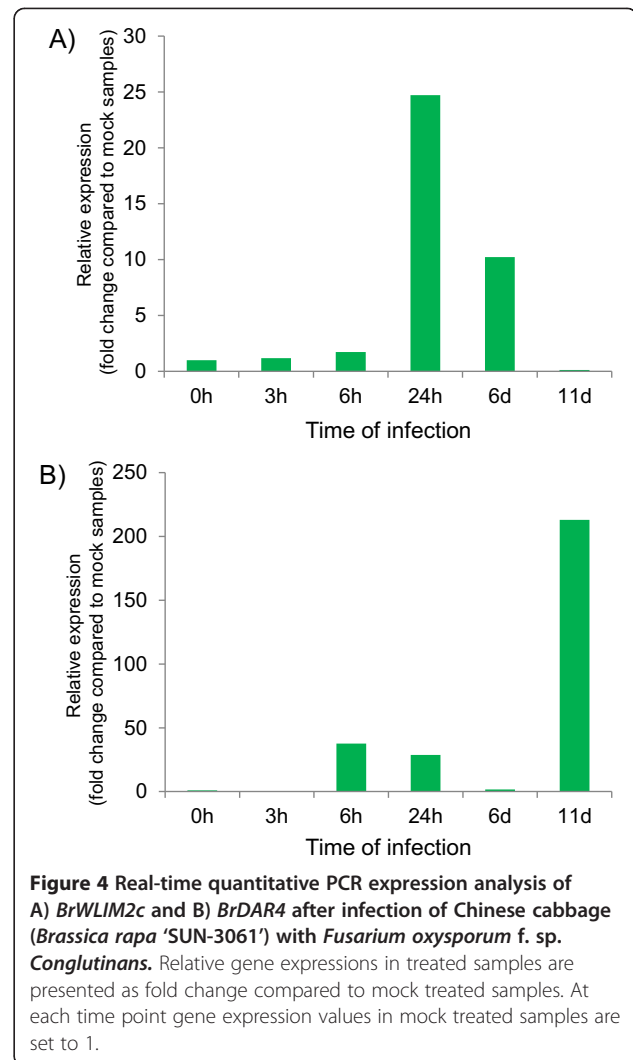 A)
Relative expression
(fold change compared to mock samples)
30
25
20
15
10
5
0
0h 3h 6h 24h 6d 11d
Time of infection
B)
Relative expression
(fold change compared to mock samples)
250
200
150
100
50
0
0h 3h 6h 24h 6d 11d
Time of infection
Figure 4 Real-time quantitative PCR expression analysis of
A) BrWLIM2c and B) BrDAR4 after infection of Chinese cabbage
(Brassica rapa ‘SUN-3061’) with Fusarium oxysporum f. sp.
Conglutinans. Relative gene expressions in treated samples are
presented as fold change compared to mock treated samples. At
each time point gene expression values in mock treated samples are
set to 1.